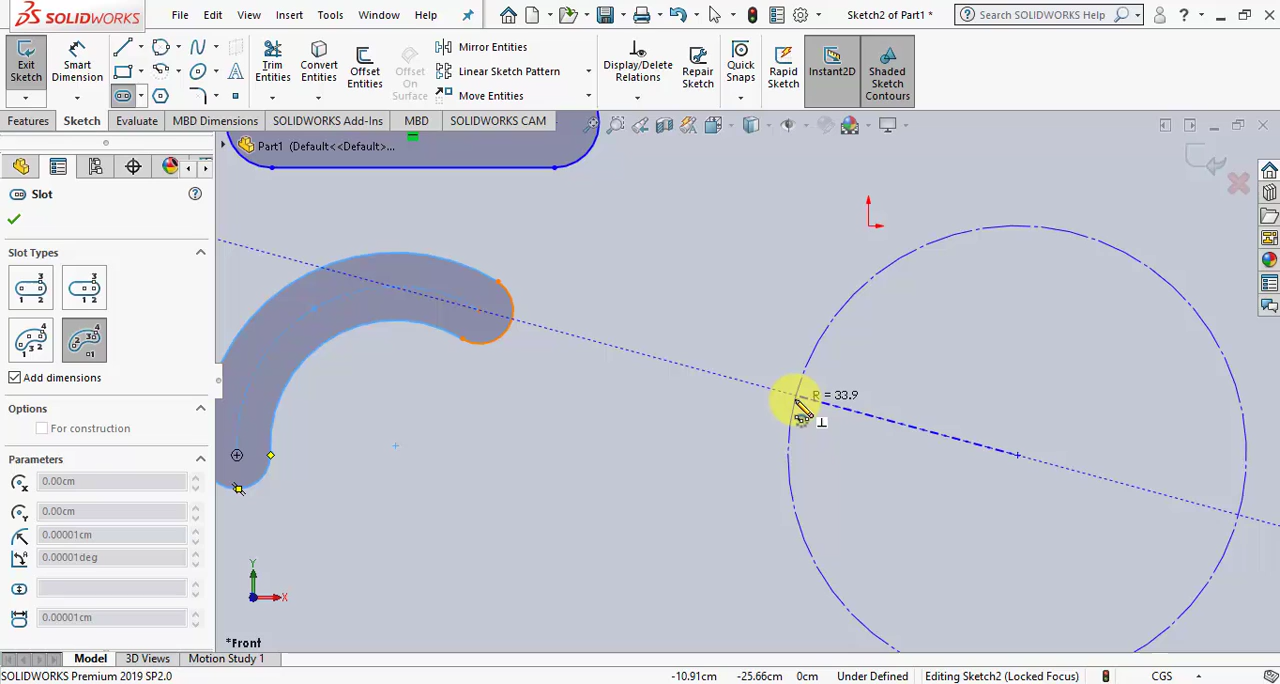 SOLIDWORKS
File Edit View Insert Tools Window Help
Sketch2 of Part1 *
Search SOLIDWORKS Help
Exit Sketch
Smart Dimension
Trim Entities
Convert Entities
Offset Entities
Offset On Surface
Mirror Entities
Linear Sketch Pattern
Move Entities
Display/Delete Relations
Repair Sketch
Quick Snaps
Rapid Sketch
Instant2D
Shaded Sketch Contours
Features Sketch Evaluate MBD Dimensions SOLIDWORKS Add-Ins MBD SOLIDWORKS CAM
Part1 (Default<<Default>...
Slot
Slot Types
Add dimensions
Options
For construction
Parameters
0.00cm
0.00cm
0.00001cm
0.00001deg
0.00001cm
R = 33.9
Y
X
*Front
Model 3D Views Motion Study 1
SOLIDWORKS Premium 2019 SP2.0
-10.91cm -25.66cm 0cm Under Defined Editing Sketch2 (Locked Focus) CGS